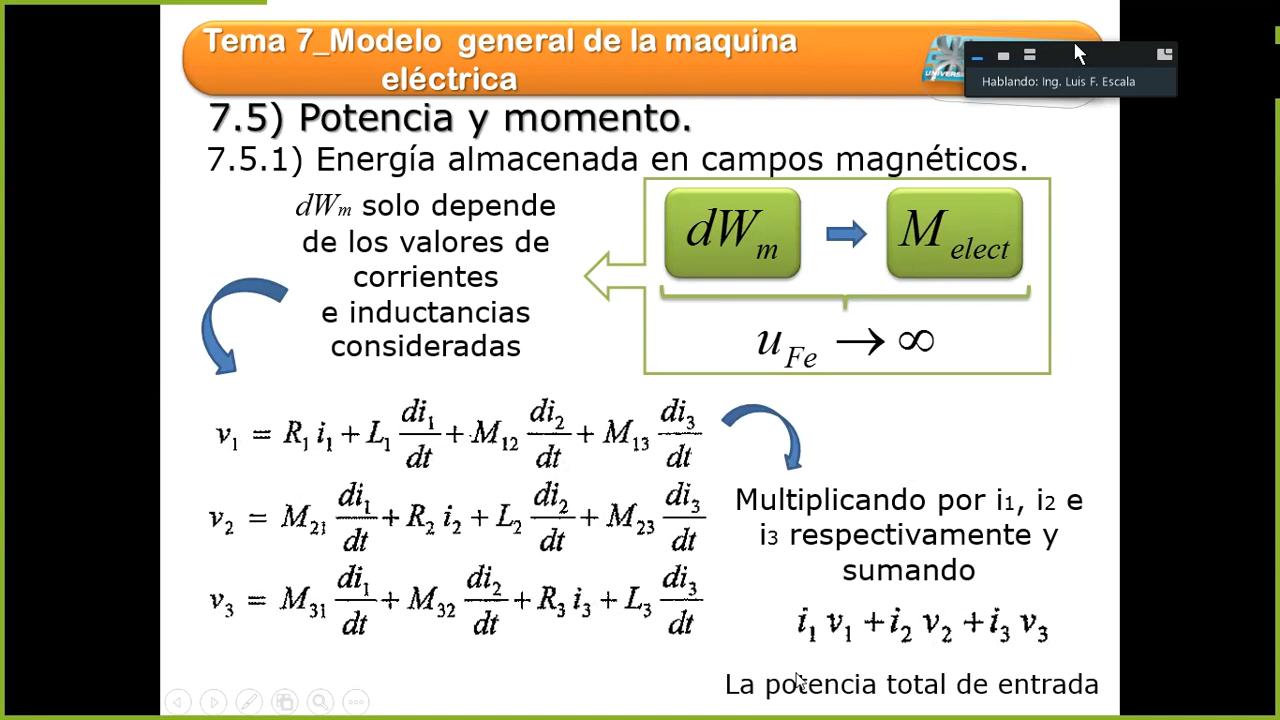 Tema 7_Modelo general de la maquina
eléctrica
UNIVERS
Hablando: Ing. Luis F. Escala
7.5) Potencia y momento.
7.5.1) Energía almacenada en campos magnéticos.
dWm solo depende
de los valores de
corrientes
e inductancias
consideradas
dW_m → M_elect
u_Fe → ∞
v₁ = R₁ i₁ + L₁ di₁/dt + M₁₂ di₂/dt + M₁₃ di₃/dt
v₂ = M₂₁ di₁/dt + R₂ i₂ + L₂ di₂/dt + M₂₃ di₃/dt
v₃ = M₃₁ di₁/dt + M₃₂ di₂/dt + R₃ i₃ + L₃ di₃/dt
Multiplicando por i₁, i₂ e
i₃ respectivamente y
sumando
i₁ v₁ + i₂ v₂ + i₃ v₃
La potencia total de entrada